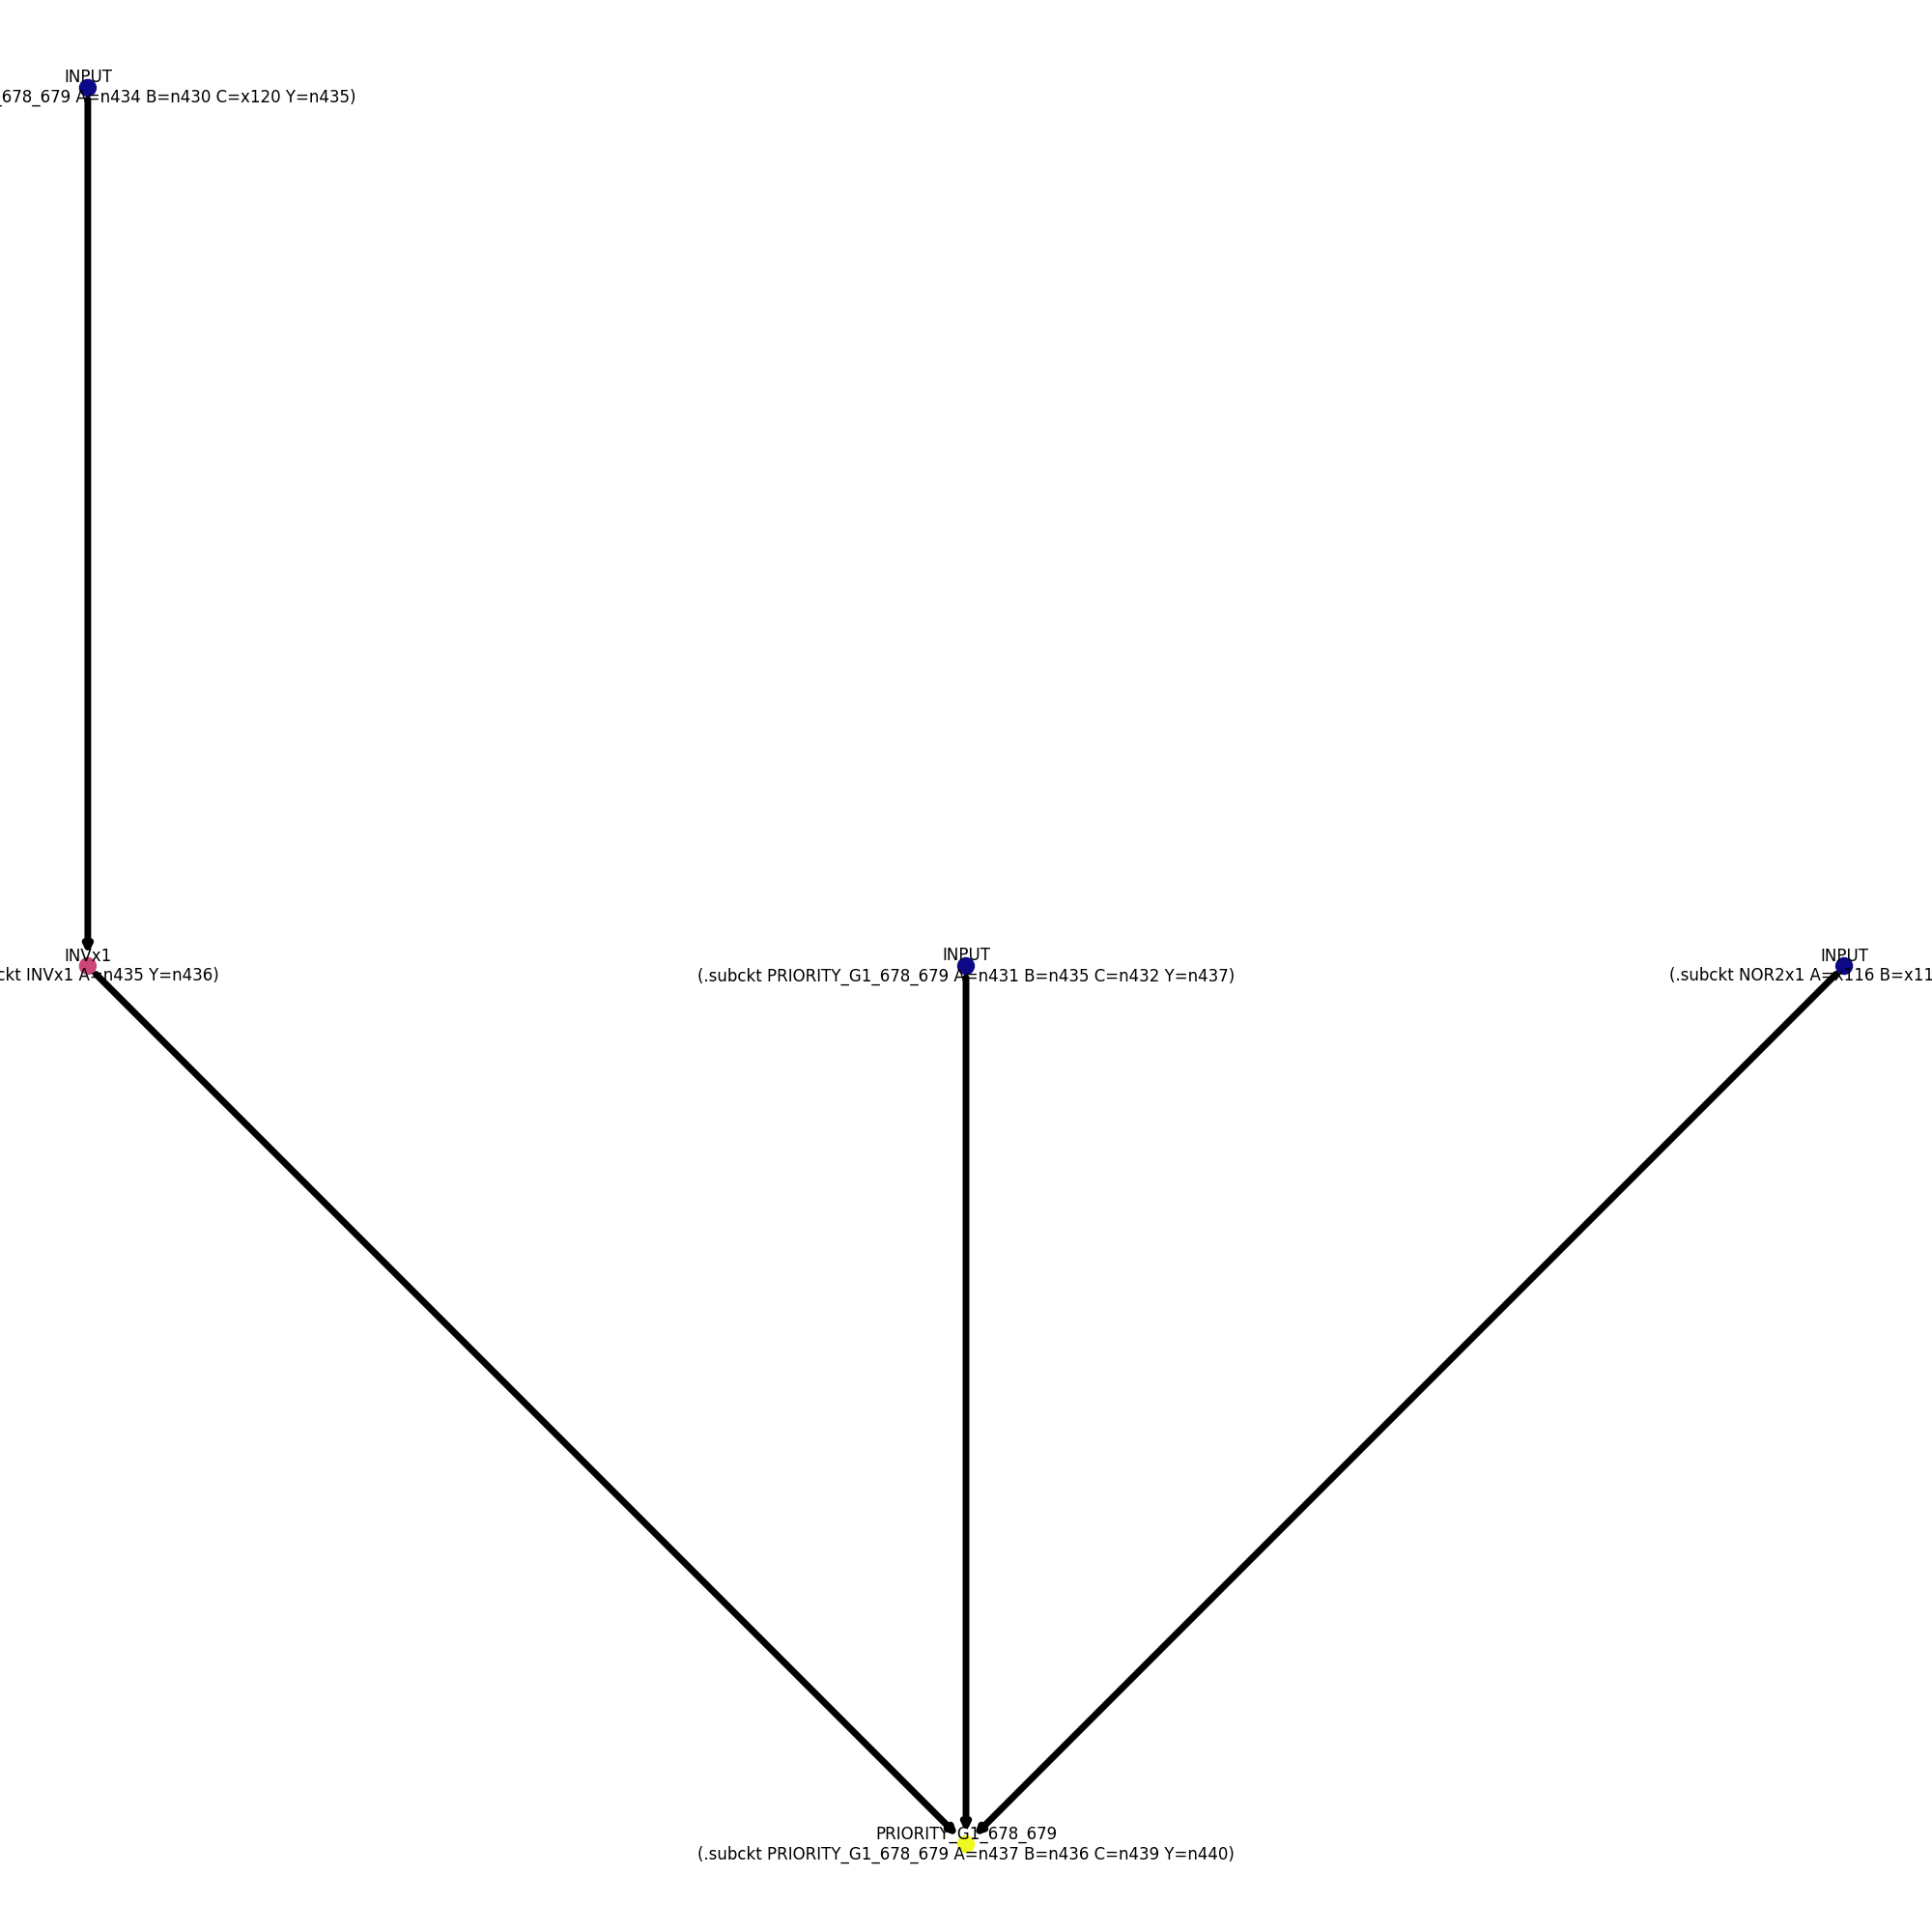 INPUT
_678_679 A=n434 B=n430 C=x120 Y=n435)
INVx1
ckt INVx1 A=n435 Y=n436)
INPUT
(.subckt PRIORITY_G1_678_679 A=n431 B=n435 C=n432 Y=n437)
INPUT
(.subckt NOR2x1 A=x116 B=x11
PRIORITY_G1_678_679
(.subckt PRIORITY_G1_678_679 A=n437 B=n436 C=n439 Y=n440)